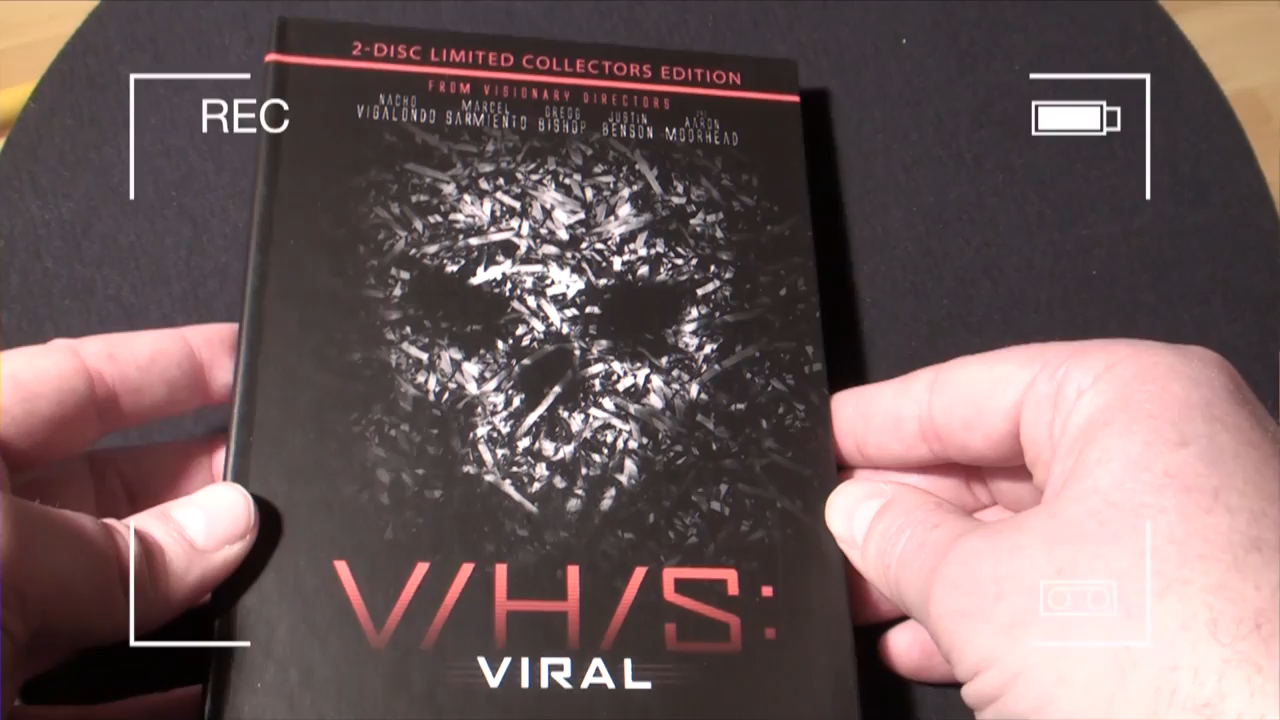 2-DISC LIMITED COLLECTORS EDITION
REC
FROM VISIONARY DIRECTORS
NACHO MARCEL GREGG JUSTIN AARON
VIGALONDO SARMIENTO BISHOP BENSON MOORHEAD
V/H/S:
VIRAL